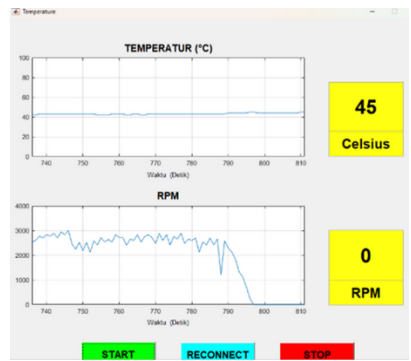 Temperature
TEMPERATUR (°C)
100
80
60
40
20
0
740 750 760 770 780 790 800 810
Waktu (Detik)
45
Celsius
RPM
4000
3000
2000
1000
0
740 750 760 770 780 790 800 810
Waktu (Detik)
0
RPM
START RECONNECT STOP